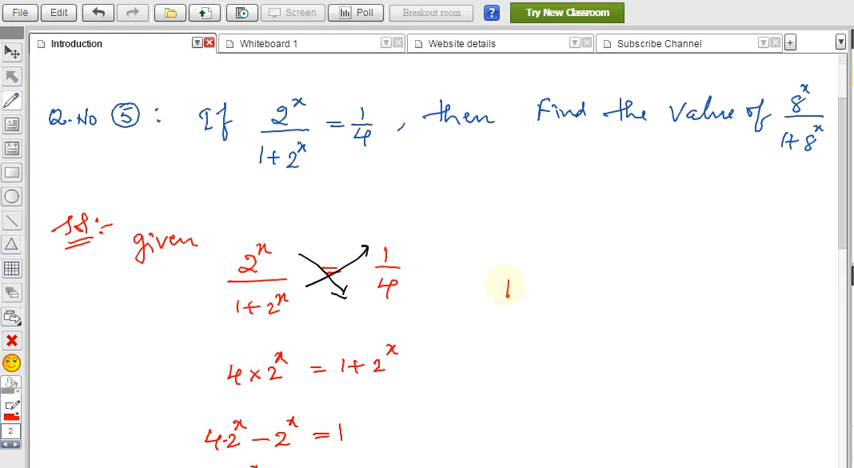 File Edit Screen Poll Breakout room ? Try New Classroom
Introduction Whiteboard 1 Website details Subscribe Channel
Q.No ⑤ : If 2^x/(1+2^x) = 1/4 , then Find the Value of 8^x/(1+8^x)
Sol :- given
2^x/(1+2^x) = 1/4
1
4 × 2^x = 1 + 2^x
4·2^x − 2^x = 1
2